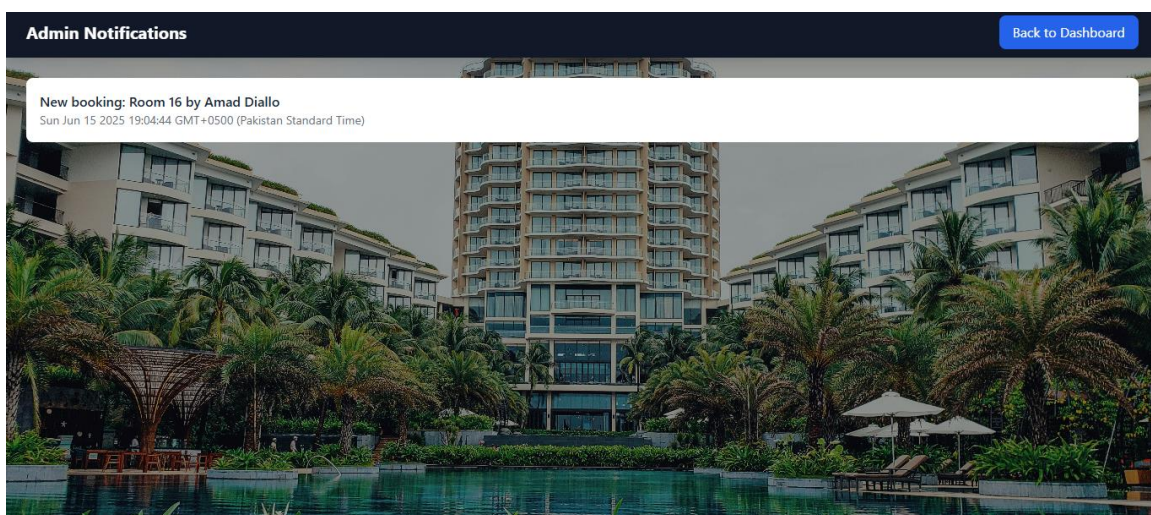 Admin Notifications
Back to Dashboard
New booking: Room 16 by Amad Diallo
Sun Jun 15 2025 19:04:44 GMT+0500 (Pakistan Standard Time)